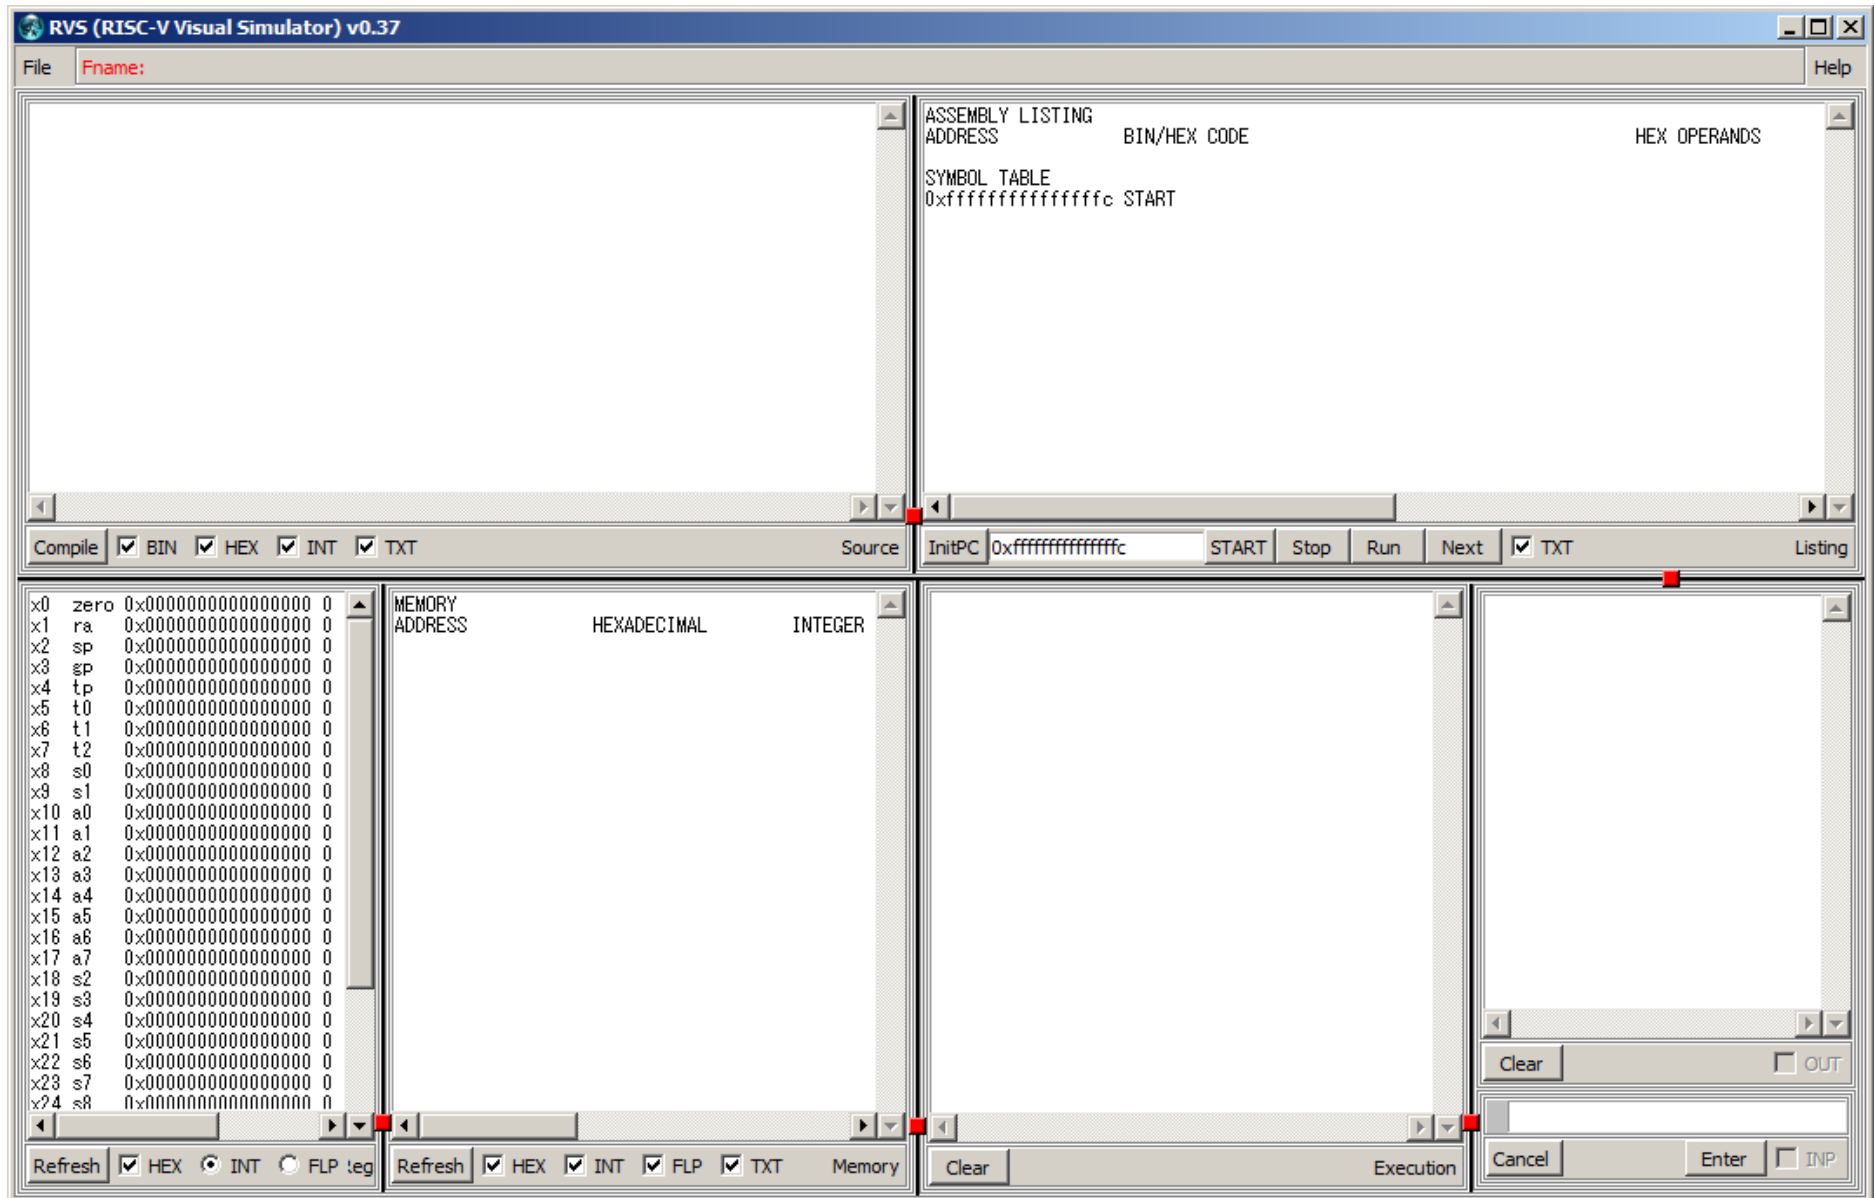 RVS (RISC-V Visual Simulator) v0.37
File Fname: Help
ASSEMBLY LISTING
ADDRESS BIN/HEX CODE HEX OPERANDS
SYMBOL TABLE
0xfffffffffffffffc START
Compile BIN HEX INT TXT Source
InitPC 0xfffffffffffffffc START Stop Run Next TXT Listing
x0 zero 0x0000000000000000 0
x1 ra 0x0000000000000000 0
x2 sp 0x0000000000000000 0
x3 gp 0x0000000000000000 0
x4 tp 0x0000000000000000 0
x5 t0 0x0000000000000000 0
x6 t1 0x0000000000000000 0
x7 t2 0x0000000000000000 0
x8 s0 0x0000000000000000 0
x9 s1 0x0000000000000000 0
x10 a0 0x0000000000000000 0
x11 a1 0x0000000000000000 0
x12 a2 0x0000000000000000 0
x13 a3 0x0000000000000000 0
x14 a4 0x0000000000000000 0
x15 a5 0x0000000000000000 0
x16 a6 0x0000000000000000 0
x17 a7 0x0000000000000000 0
x18 s2 0x0000000000000000 0
x19 s3 0x0000000000000000 0
x20 s4 0x0000000000000000 0
x21 s5 0x0000000000000000 0
x22 s6 0x0000000000000000 0
x23 s7 0x0000000000000000 0
x24 s8 0x0000000000000000 0
Refresh HEX INT FLP
MEMORY
ADDRESS HEXADECIMAL INTEGER
Refresh HEX INT FLP TXT Memory
Clear Execution
Clear OUT
Cancel Enter INP